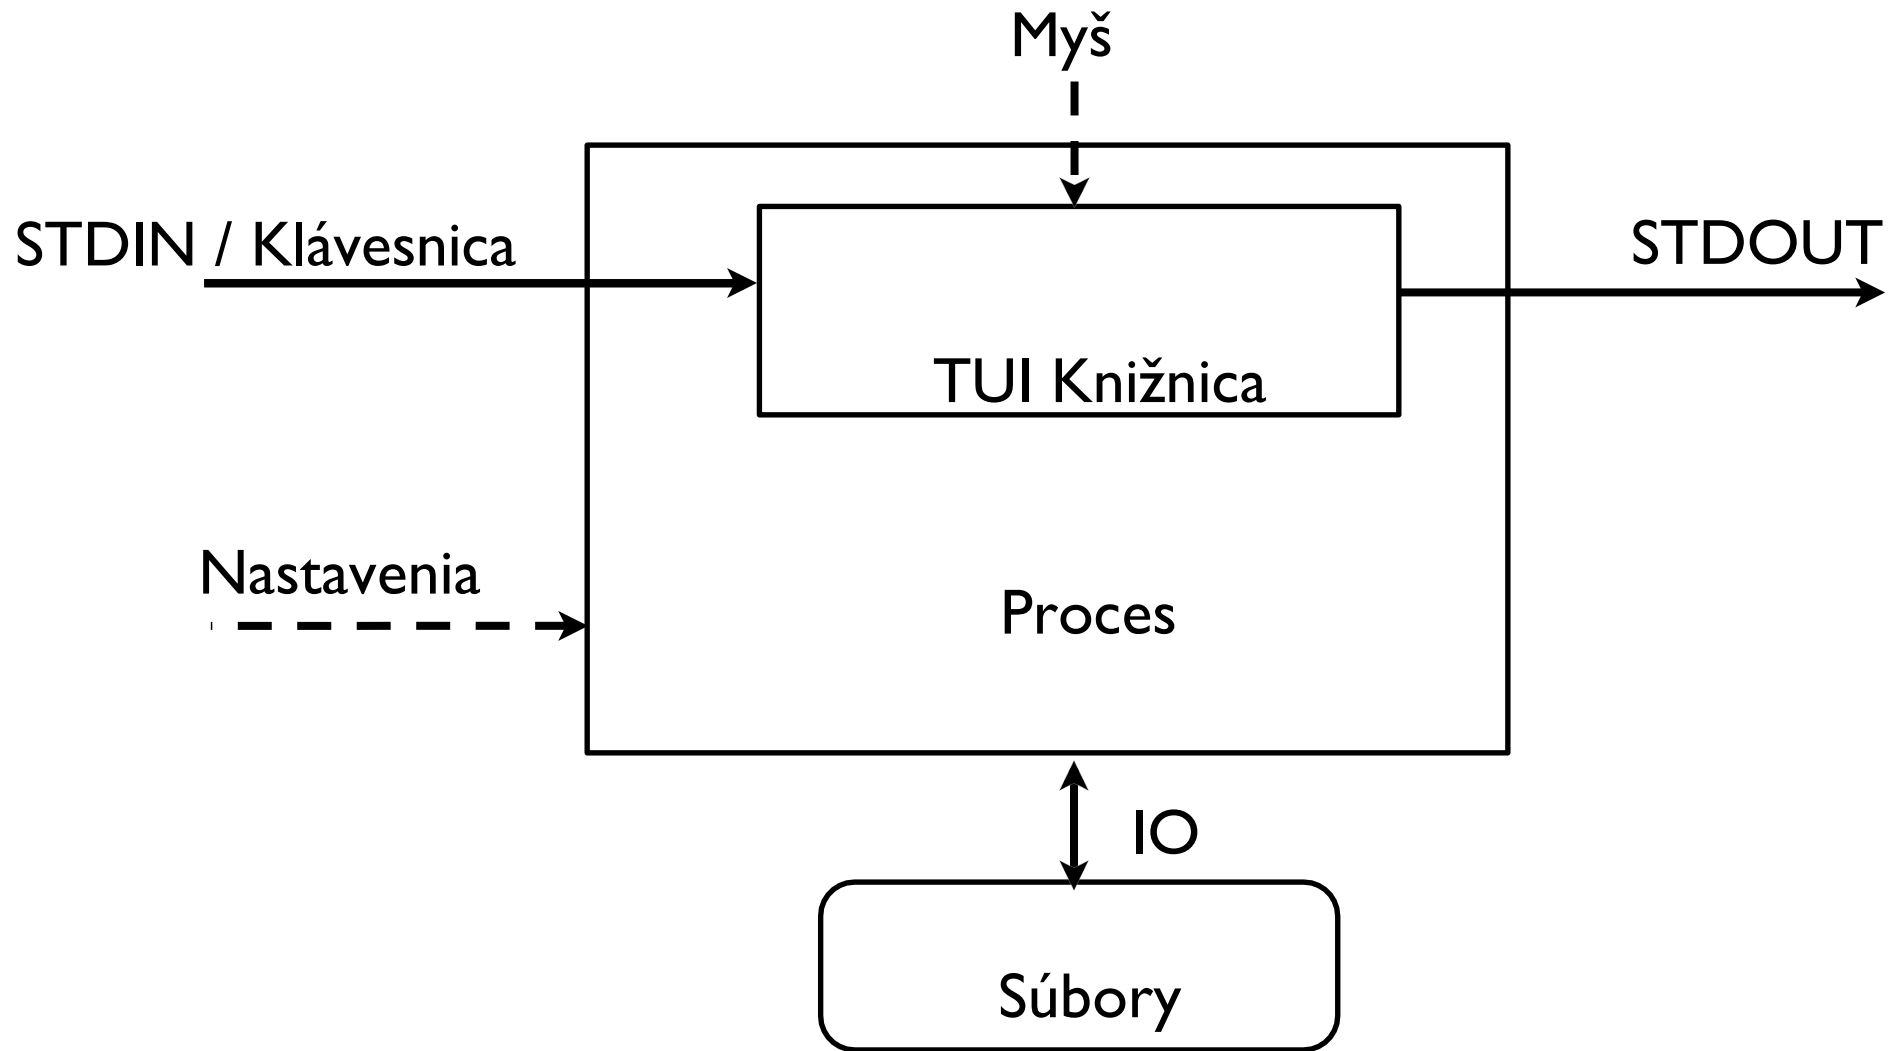 Myš
STDIN / Klávesnica
STDOUT
TUI Knižnica
Nastavenia
Proces
IO
Súbory